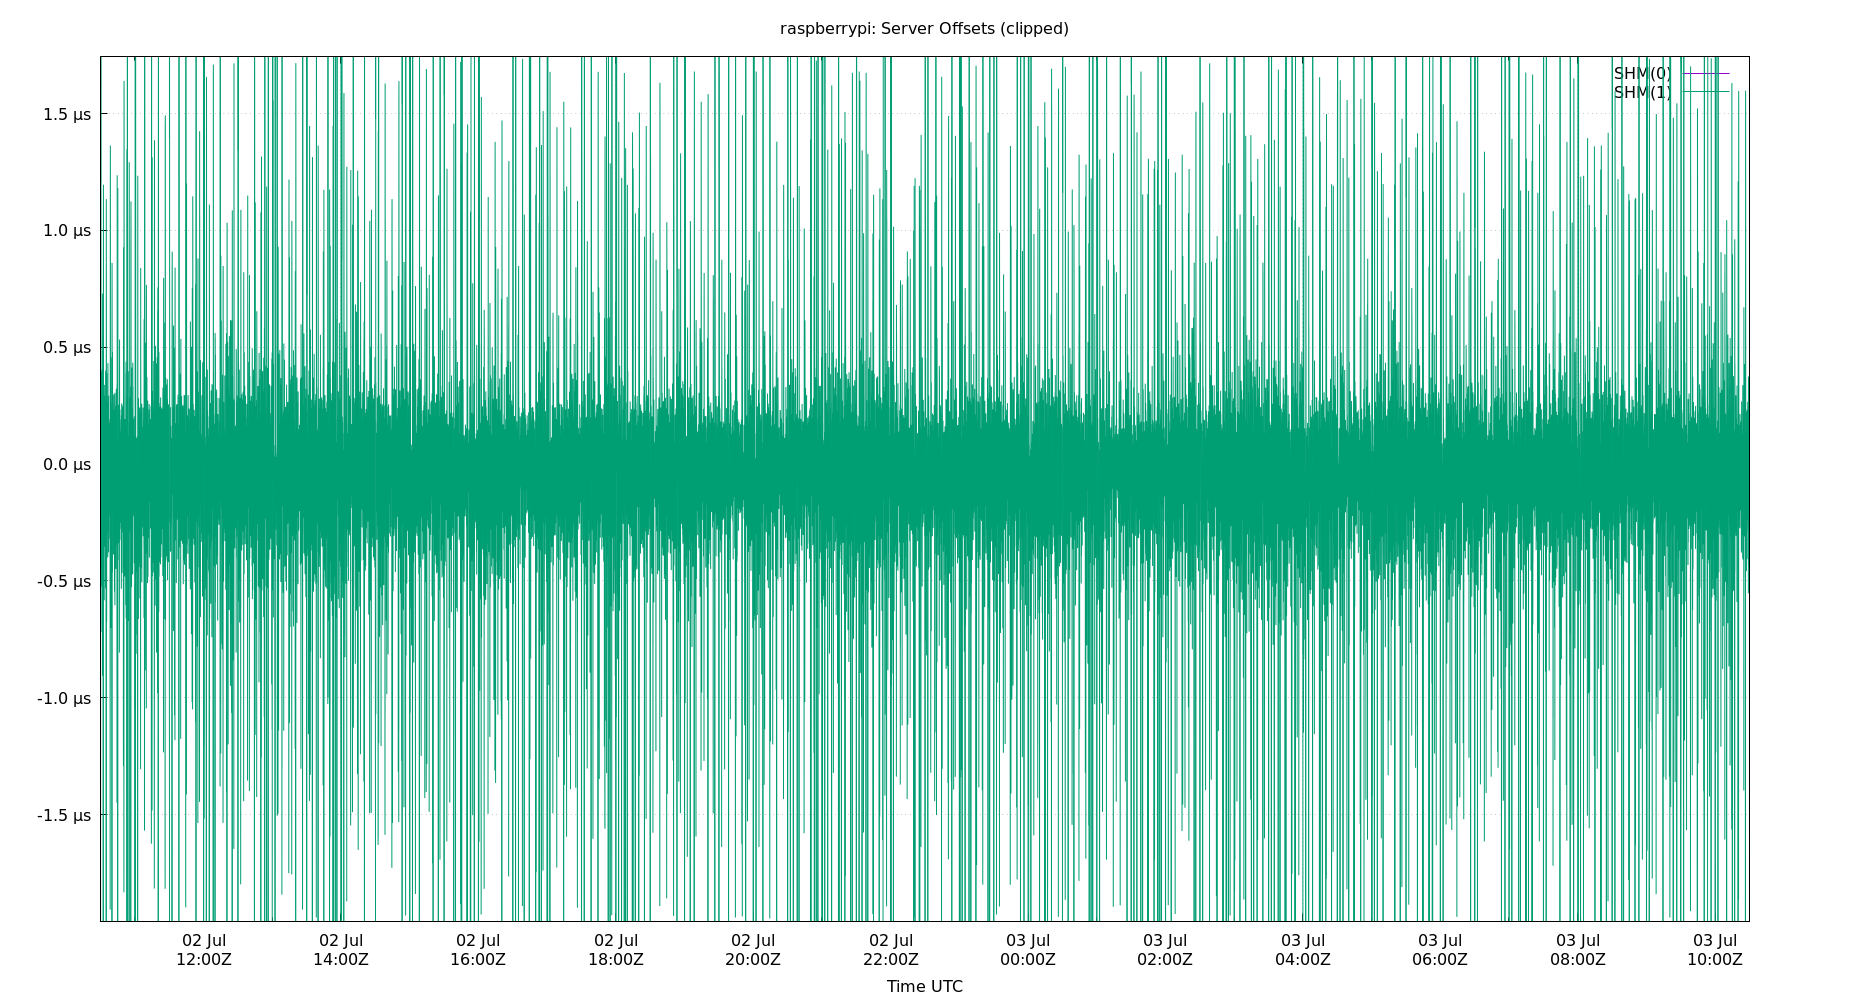 raspberrypi: Server Offsets (clipped)
SHM(0)
SHM(1)
1.5 µs
1.0 µs
0.5 µs
0.0 µs
-0.5 µs
-1.0 µs
-1.5 µs
02 Jul 02 Jul 02 Jul 02 Jul 02 Jul 02 Jul 03 Jul 03 Jul 03 Jul 03 Jul 03 Jul 03 Jul
12:00Z 14:00Z 16:00Z 18:00Z 20:00Z 22:00Z 00:00Z 02:00Z 04:00Z 06:00Z 08:00Z 10:00Z
Time UTC